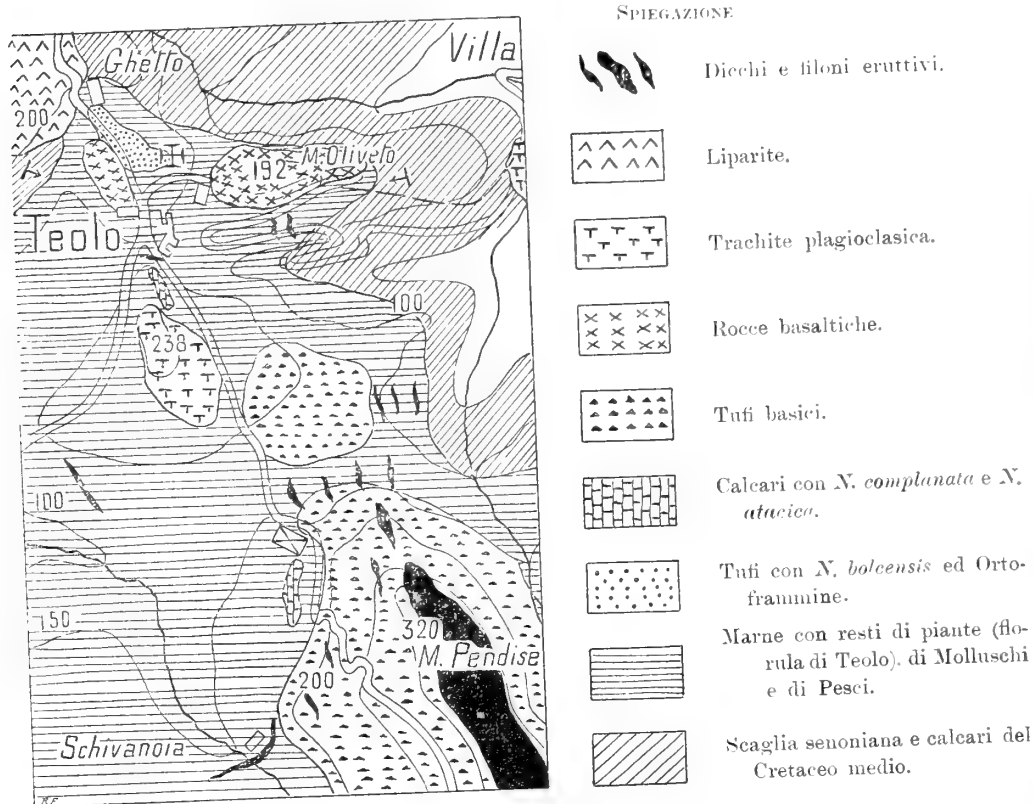 SPIEGAZIONE
Dicchi e filoni eruttivi.
Liparite.
Trachite plagioclasica.
Rocce basaltiche.
Tufi basici.
Calcari con N. complanata e N.
atacica.
Tufi con N. bolcensis ed Orto-
frammine.
Marne con resti di piante (flo-
rula di Teolo). di Molluschi
e di Pesci.
Scaglia senoniana e calcari del
Cretaceo medio.
Ghetto
Villa
200
M. Oliveto
192
Teolo
100
238
100
150
320
M. Pendise
200
Schivanoia